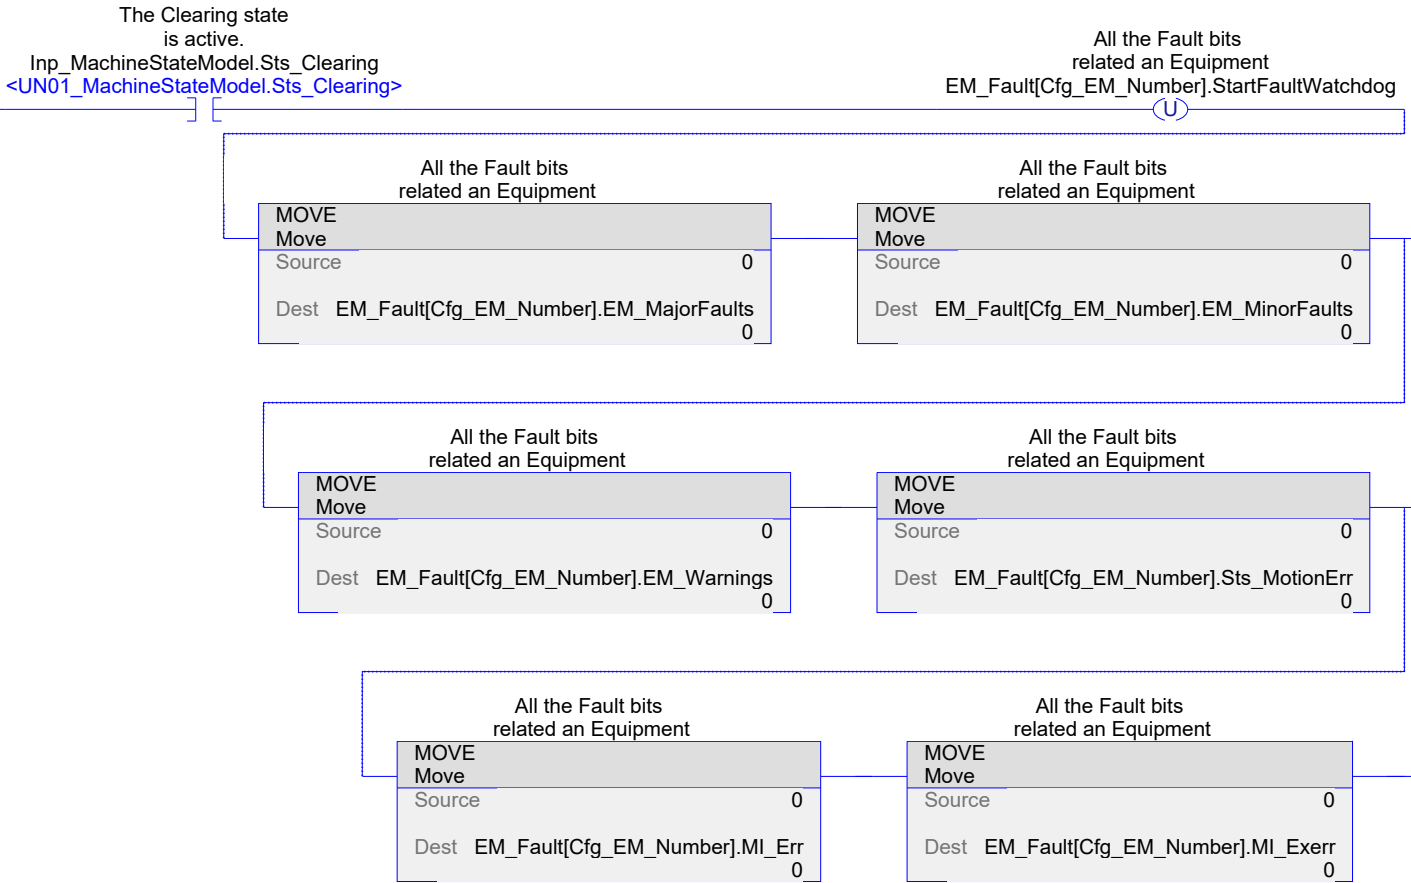 The Clearing state
is active.
Inp_MachineStateModel.Sts_Clearing
<UN01_MachineStateModel.Sts_Clearing>
All the Fault bits
related an Equipment
EM_Fault[Cfg_EM_Number].StartFaultWatchdog
U
All the Fault bits
related an Equipment
MOVE
Move
Source 0
Dest EM_Fault[Cfg_EM_Number].EM_MajorFaults
0
All the Fault bits
related an Equipment
MOVE
Move
Source 0
Dest EM_Fault[Cfg_EM_Number].EM_MinorFaults
0
All the Fault bits
related an Equipment
MOVE
Move
Source 0
Dest EM_Fault[Cfg_EM_Number].EM_Warnings
0
All the Fault bits
related an Equipment
MOVE
Move
Source 0
Dest EM_Fault[Cfg_EM_Number].Sts_MotionErr
0
All the Fault bits
related an Equipment
MOVE
Move
Source 0
Dest EM_Fault[Cfg_EM_Number].MI_Err
0
All the Fault bits
related an Equipment
MOVE
Move
Source 0
Dest EM_Fault[Cfg_EM_Number].MI_Exerr
0